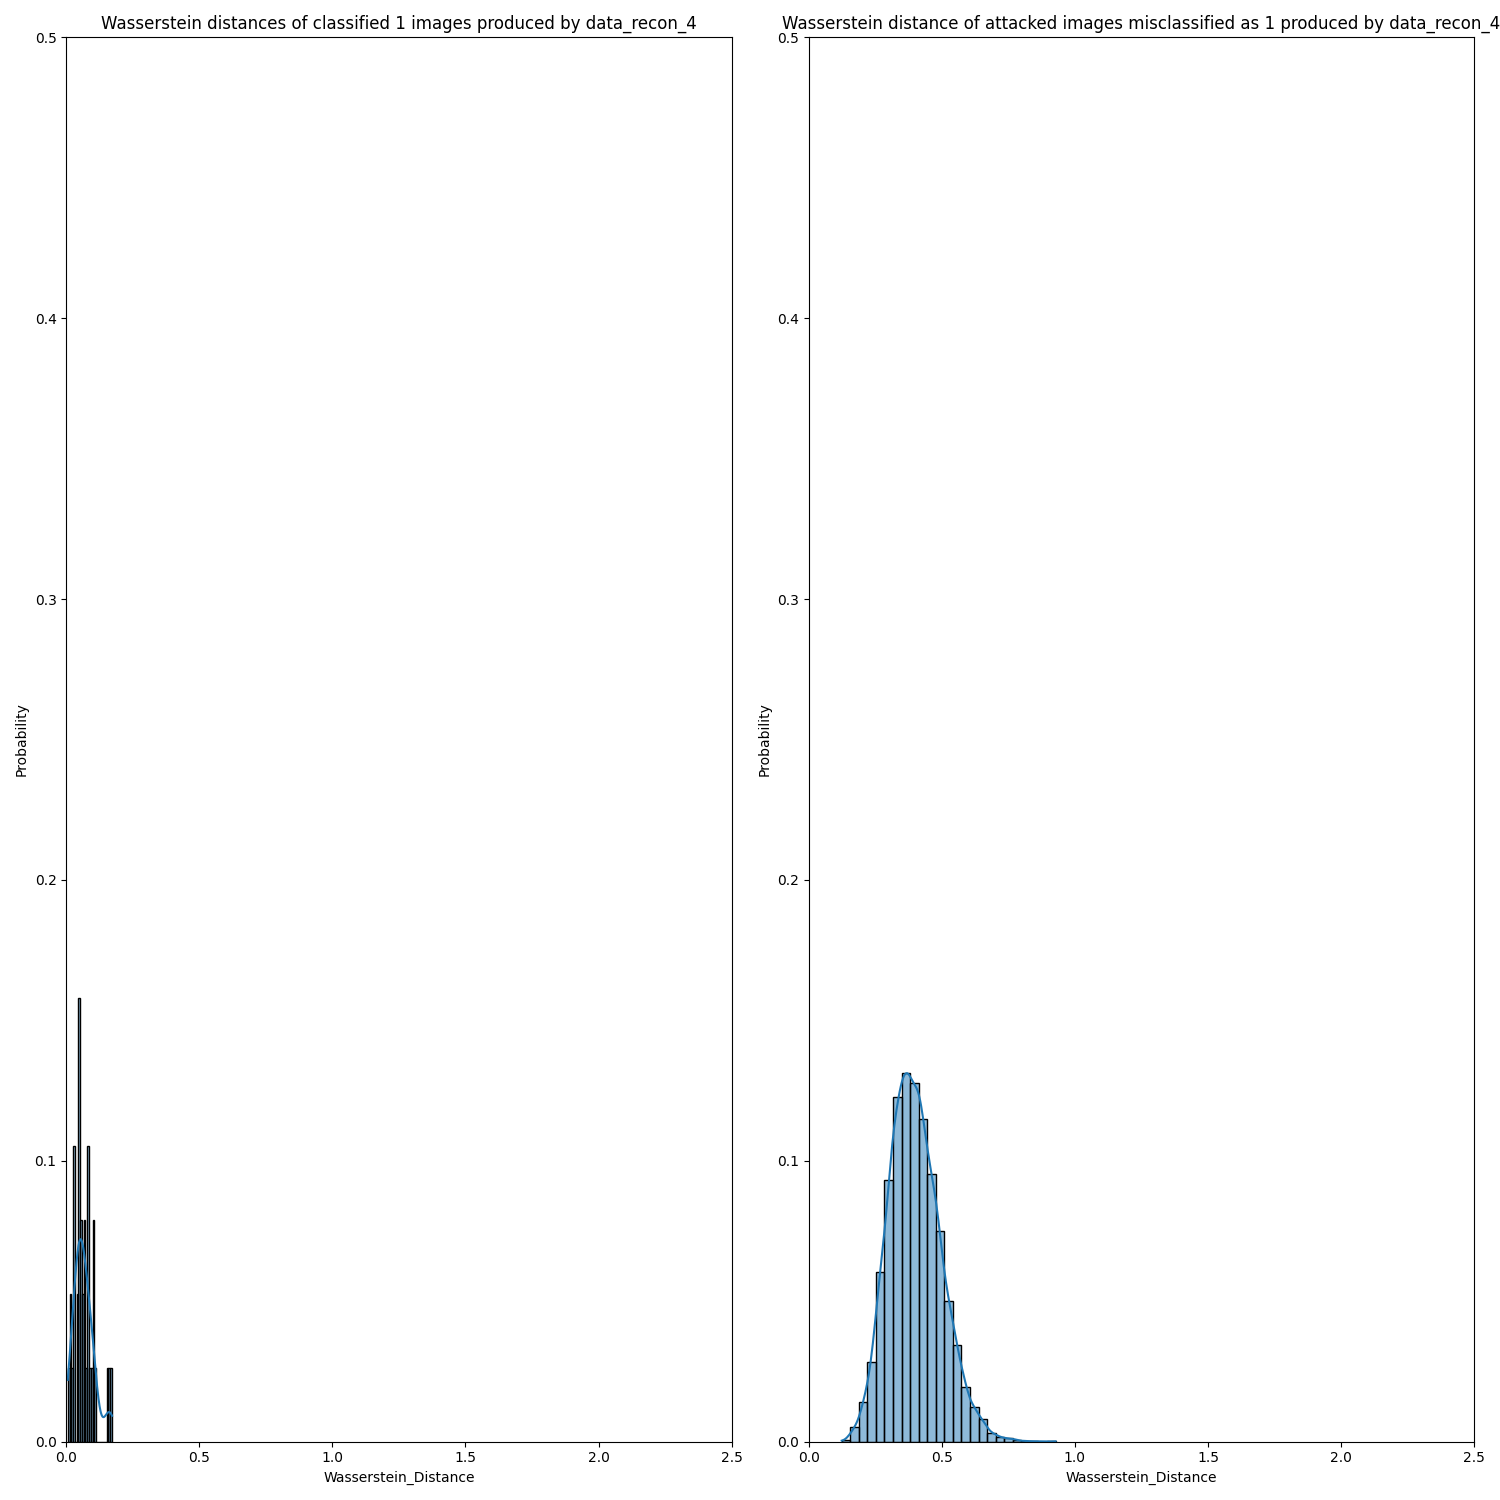 Wasserstein distances of classified 1 images produced by data_recon_4
0.5
0.4
0.3
0.2
0.1
0.0
Probability
0.0 0.5 1.0 1.5 2.0 2.5
Wasserstein_Distance
Wasserstein distance of attacked images misclassified as 1 produced by data_recon_4
0.5
0.4
0.3
0.2
0.1
0.0
Probability
0.0 0.5 1.0 1.5 2.0 2.5
Wasserstein_Distance